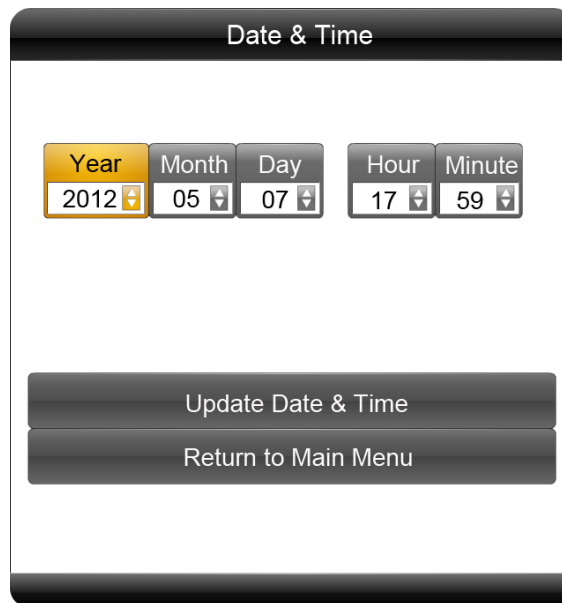 Date & Time
Year Month Day Hour Minute
2012 05 07 17 59
Update Date & Time
Return to Main Menu